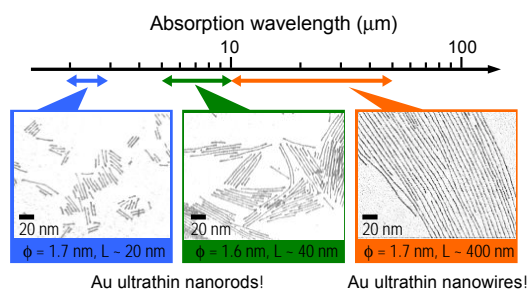 Absorption wavelength (μm)
10
100
20 nm
20 nm
20 nm
ϕ = 1.7 nm, L ~ 20 nm
ϕ = 1.6 nm, L ~ 40 nm
ϕ = 1.7 nm, L ~ 400 nm
Au ultrathin nanorods!
Au ultrathin nanowires!